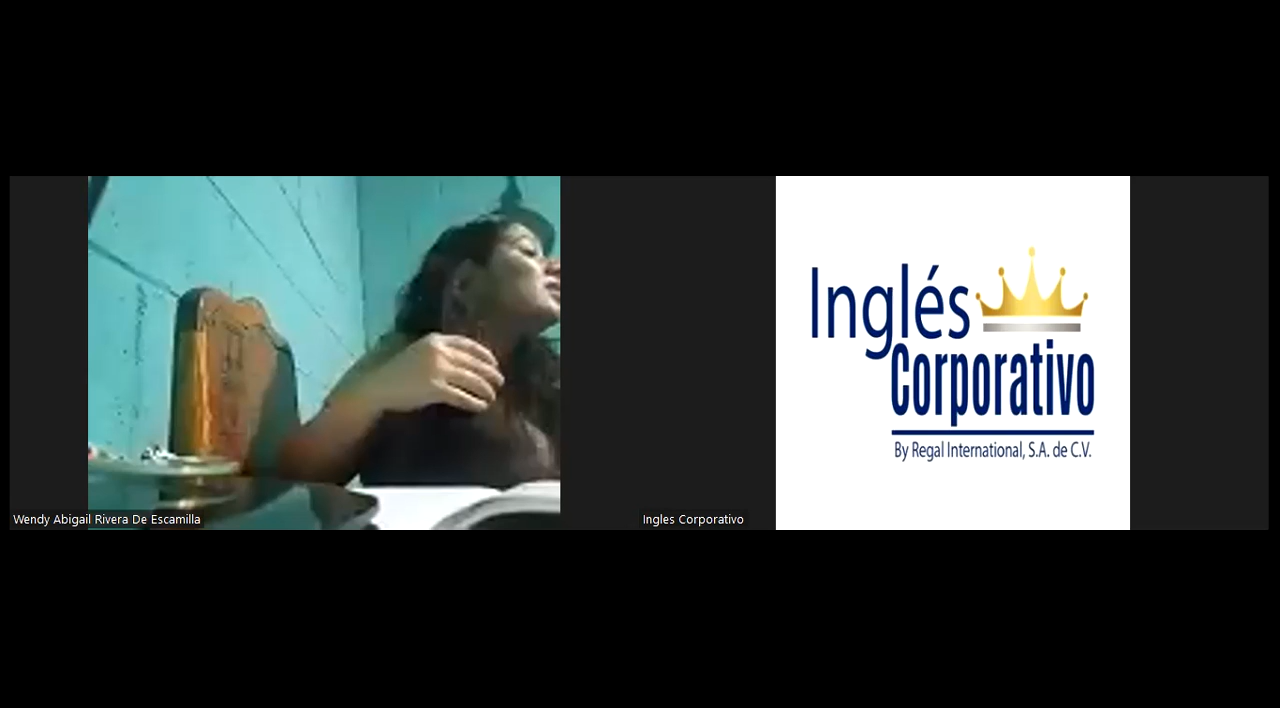 Inglés
Corporativo
By Regal International, S.A. de C.V.
Wendy Abigail Rivera De Escamilla
Ingles Corporativo